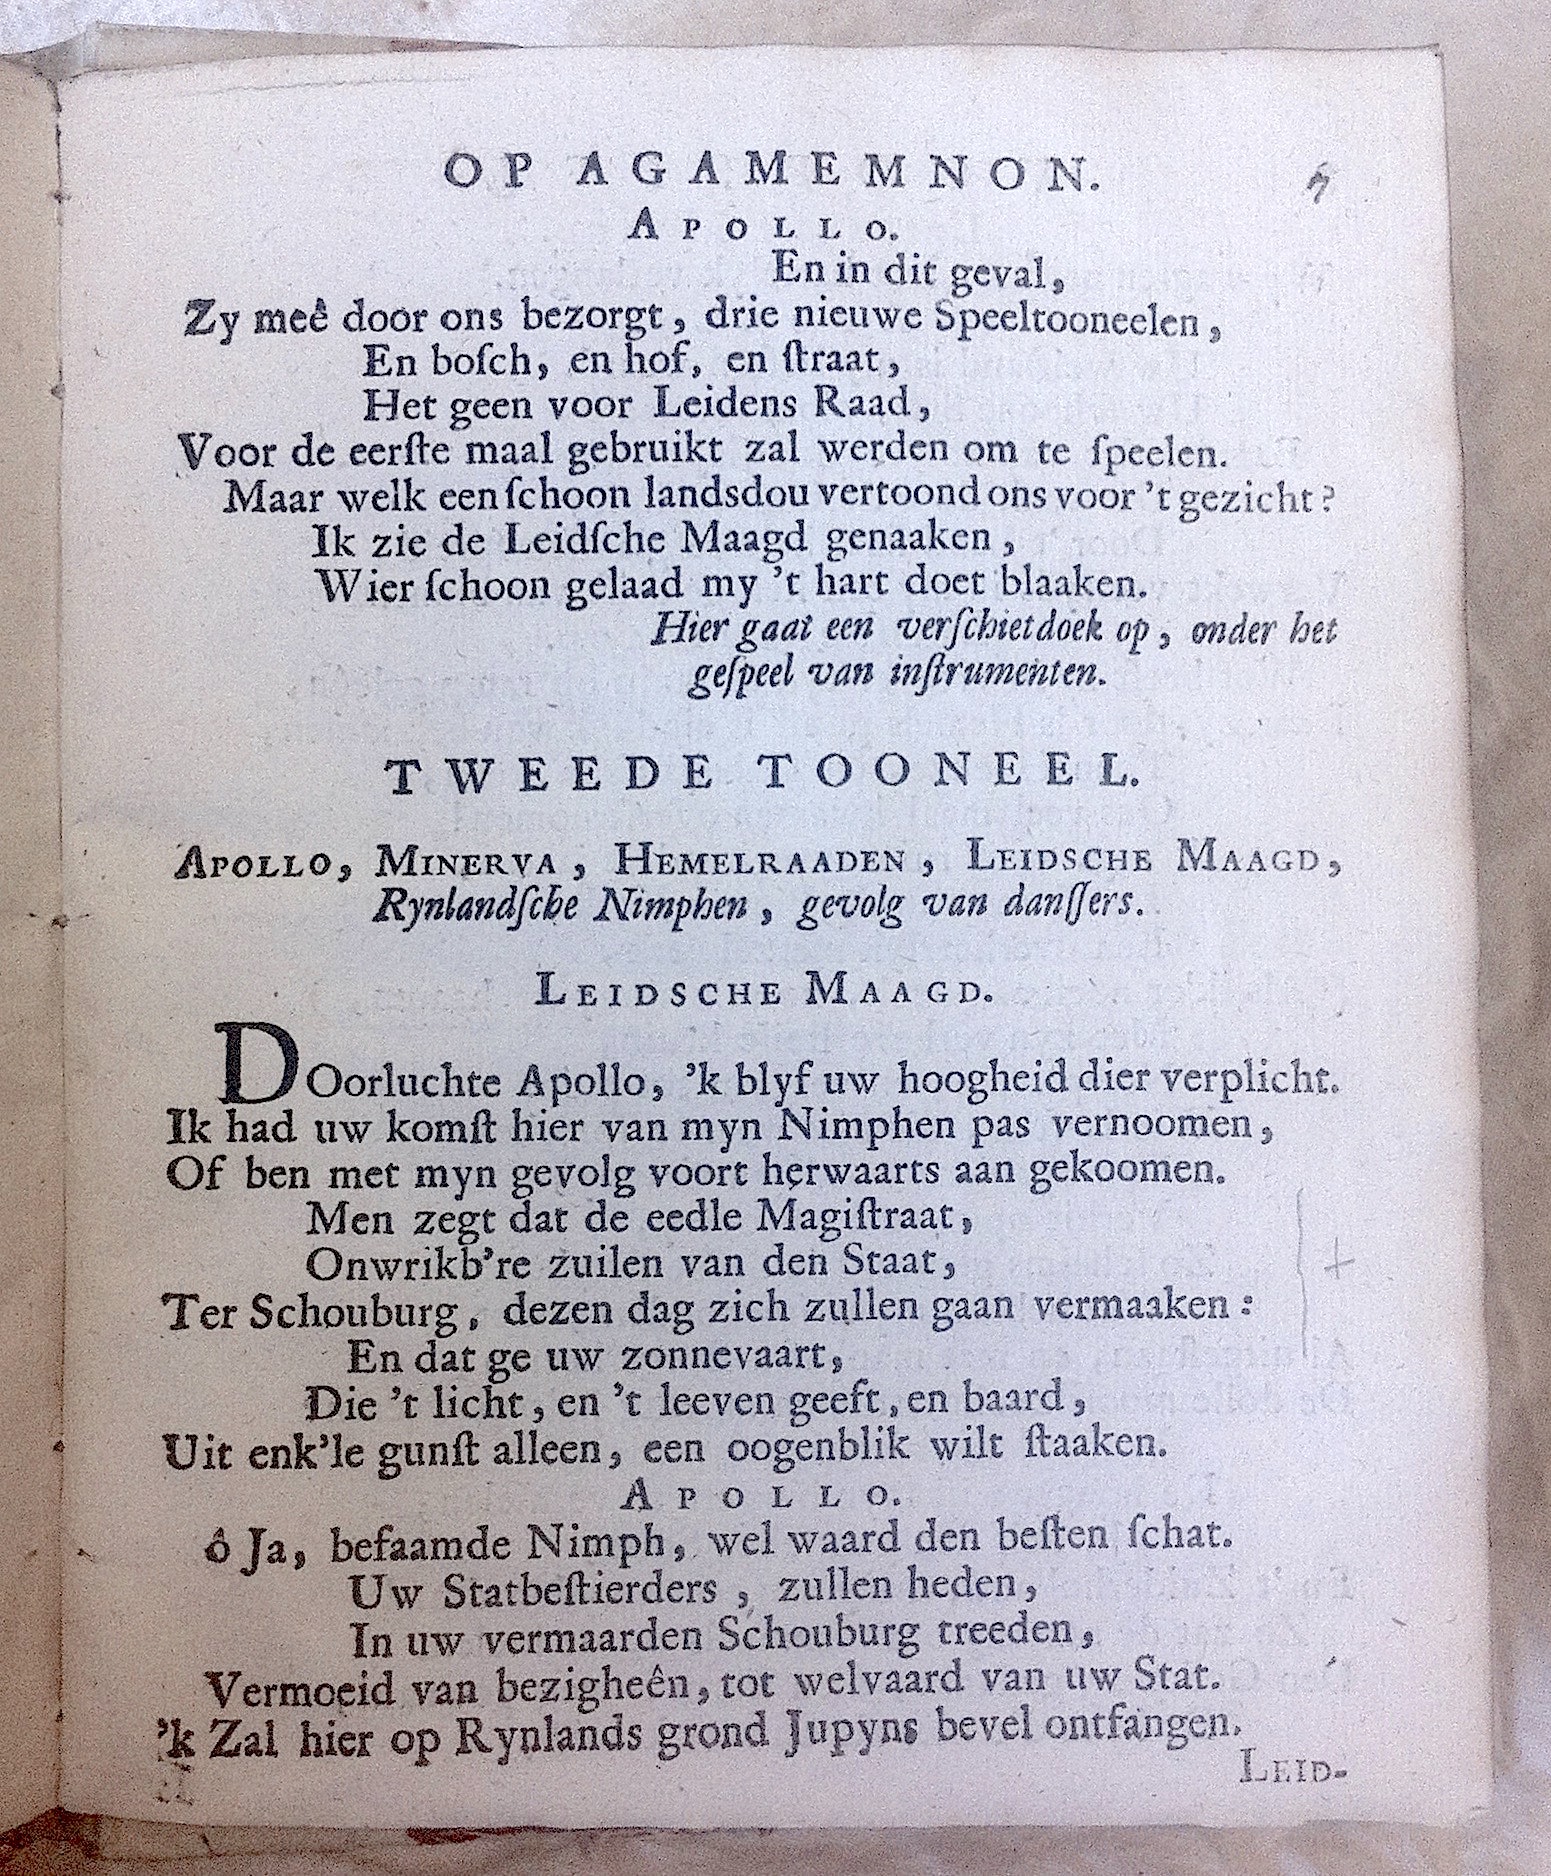 OP AGAMEMNON. 7
APOLLO.
En in dit geval,
Zy meê door ons bezorgt, drie nieuwe Speeltooneelen,
En boſch, en hof, en ſtraat,
Het geen voor Leidens Raad,
Voor de eerſte maal gebruikt zal werden om te ſpeelen.
Maar welk een ſchoon landsdou vertoond ons voor 't gezicht?
Ik zie de Leidſche Maagd genaaken,
Wier ſchoon gelaad my 't hart doet blaaken.
Hier gaat een verſchietdoek op, onder het
geſpeel van inſtrumenten.
TWEEDE TOONEEL.
APOLLO, MINERVA, HEMELRAADEN, LEIDSCHE MAAGD,
Rynlandſche Nimphen, gevolg van danſſers.
LEIDSCHE MAAGD.
DOorluchte Apollo, 'k blyf uw hoogheid dier verplicht.
Ik had uw komſt hier van myn Nimphen pas vernoomen,
Of ben met myn gevolg voort herwaarts aan gekoomen.
Men zegt dat de eedle Magiſtraat,
Onwrikb're zuilen van den Staat,
Ter Schouburg, dezen dag zich zullen gaan vermaaken:
En dat ge uw zonnevaart,
Die 't licht, en 't leeven geeft, en baard,
Uit enk'le gunſt alleen, een oogenblik wilt ſtaaken.
APOLLO.
ô Ja, befaamde Nimph, wel waard den beſten ſchat.
Uw Statbeſtierders, zullen heden,
In uw vermaarden Schouburg treeden,
Vermoeid van bezigheên, tot welvaard van uw Stat.
'k Zal hier op Rynlands grond Jupyns bevel ontfangen.
LEID-